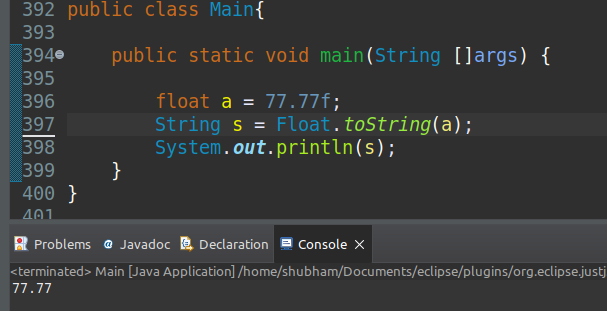 392 public class Main{
393
394 public static void main(String []args) {
395
396 float a = 77.77f;
397 String s = Float.toString(a);
398 System.out.println(s);
399 }
400 }
401
Problems @ Javadoc Declaration Console
<terminated> Main [Java Application] /home/shubham/Documents/eclipse/plugins/org.eclipse.justj
77.77